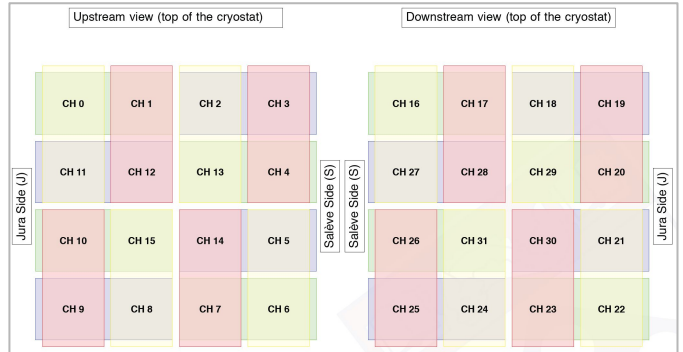 Upstream view (top of the cryostat)
Downstream view (top of the cryostat)
CH 0 CH 1 CH 2 CH 3 CH 16 CH 17 CH 18 CH 19
CH 11 CH 12 CH 13 CH 4 CH 27 CH 28 CH 29 CH 20
Jura Side (J)
Salève Side (S)
Salève Side (S)
Jura Side (J)
CH 10 CH 15 CH 14 CH 5 CH 26 CH 31 CH 30 CH 21
CH 9 CH 8 CH 7 CH 6 CH 25 CH 24 CH 23 CH 22